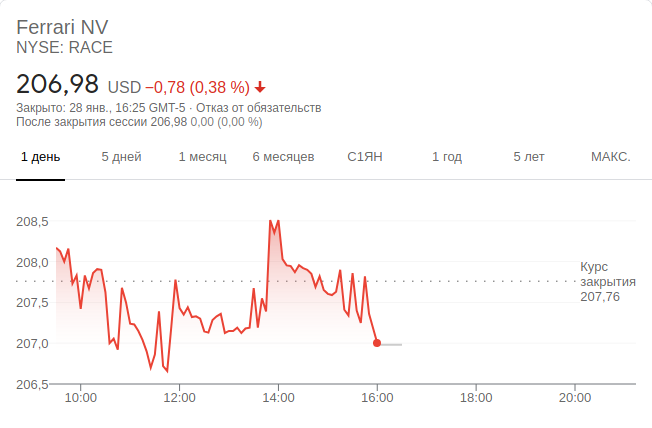 Ferrari NV
NYSE: RACE
206,98 USD −0,78 (0,38 %)
Закрыто: 28 янв., 16:25 GMT-5 · Отказ от обязательств
После закрытия сессии 206,98 0,00 (0,00 %)
1 день 5 дней 1 месяц 6 месяцев С1ЯН 1 год 5 лет МАКС.
208,5
208,0
Курс
закрытия
207,76
207,5
207,0
206,5
10:00 12:00 14:00 16:00 18:00 20:00